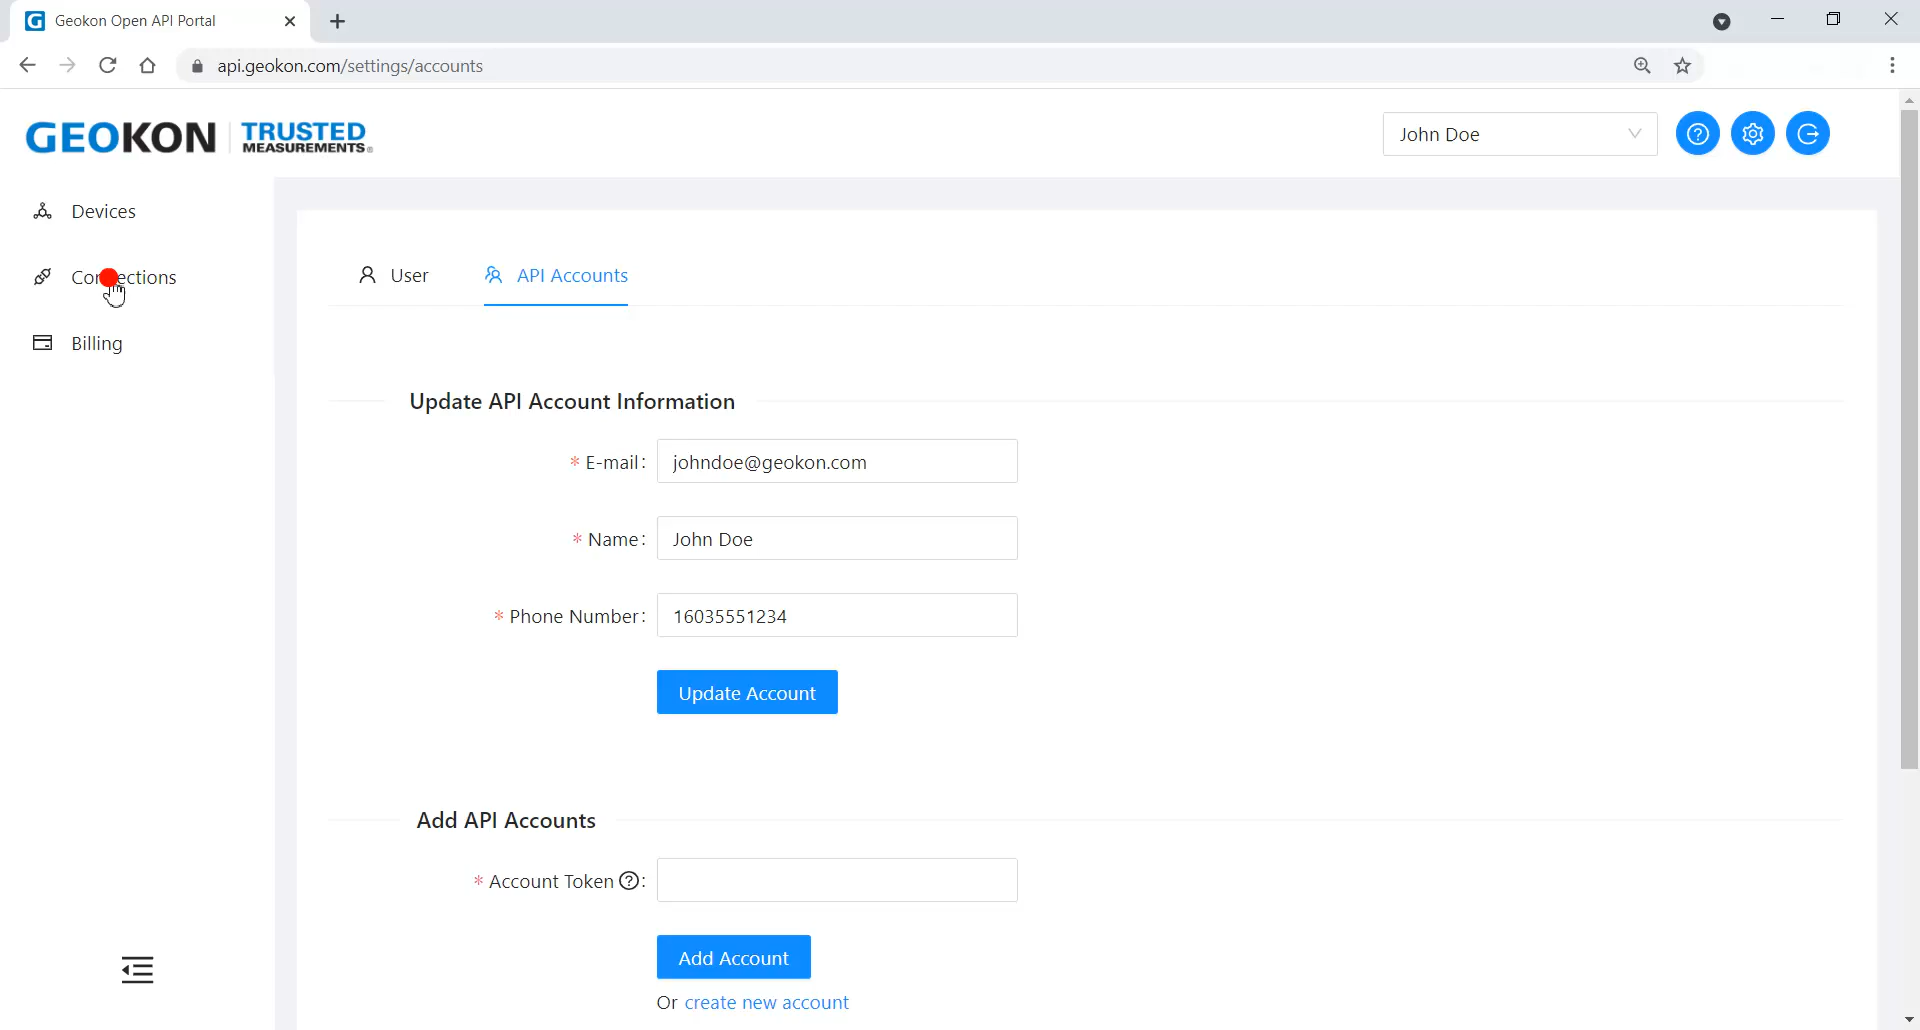 Geokon Open API Portal
api.geokon.com/settings/accounts
GEOKON TRUSTED MEASUREMENTS®
John Doe
Devices
Connections
Billing
User API Accounts
Update API Account Information
* E-mail: johndoe@geokon.com
* Name: John Doe
* Phone Number: 16035551234
Update Account
Add API Accounts
* Account Token ?:
Add Account
Or create new account